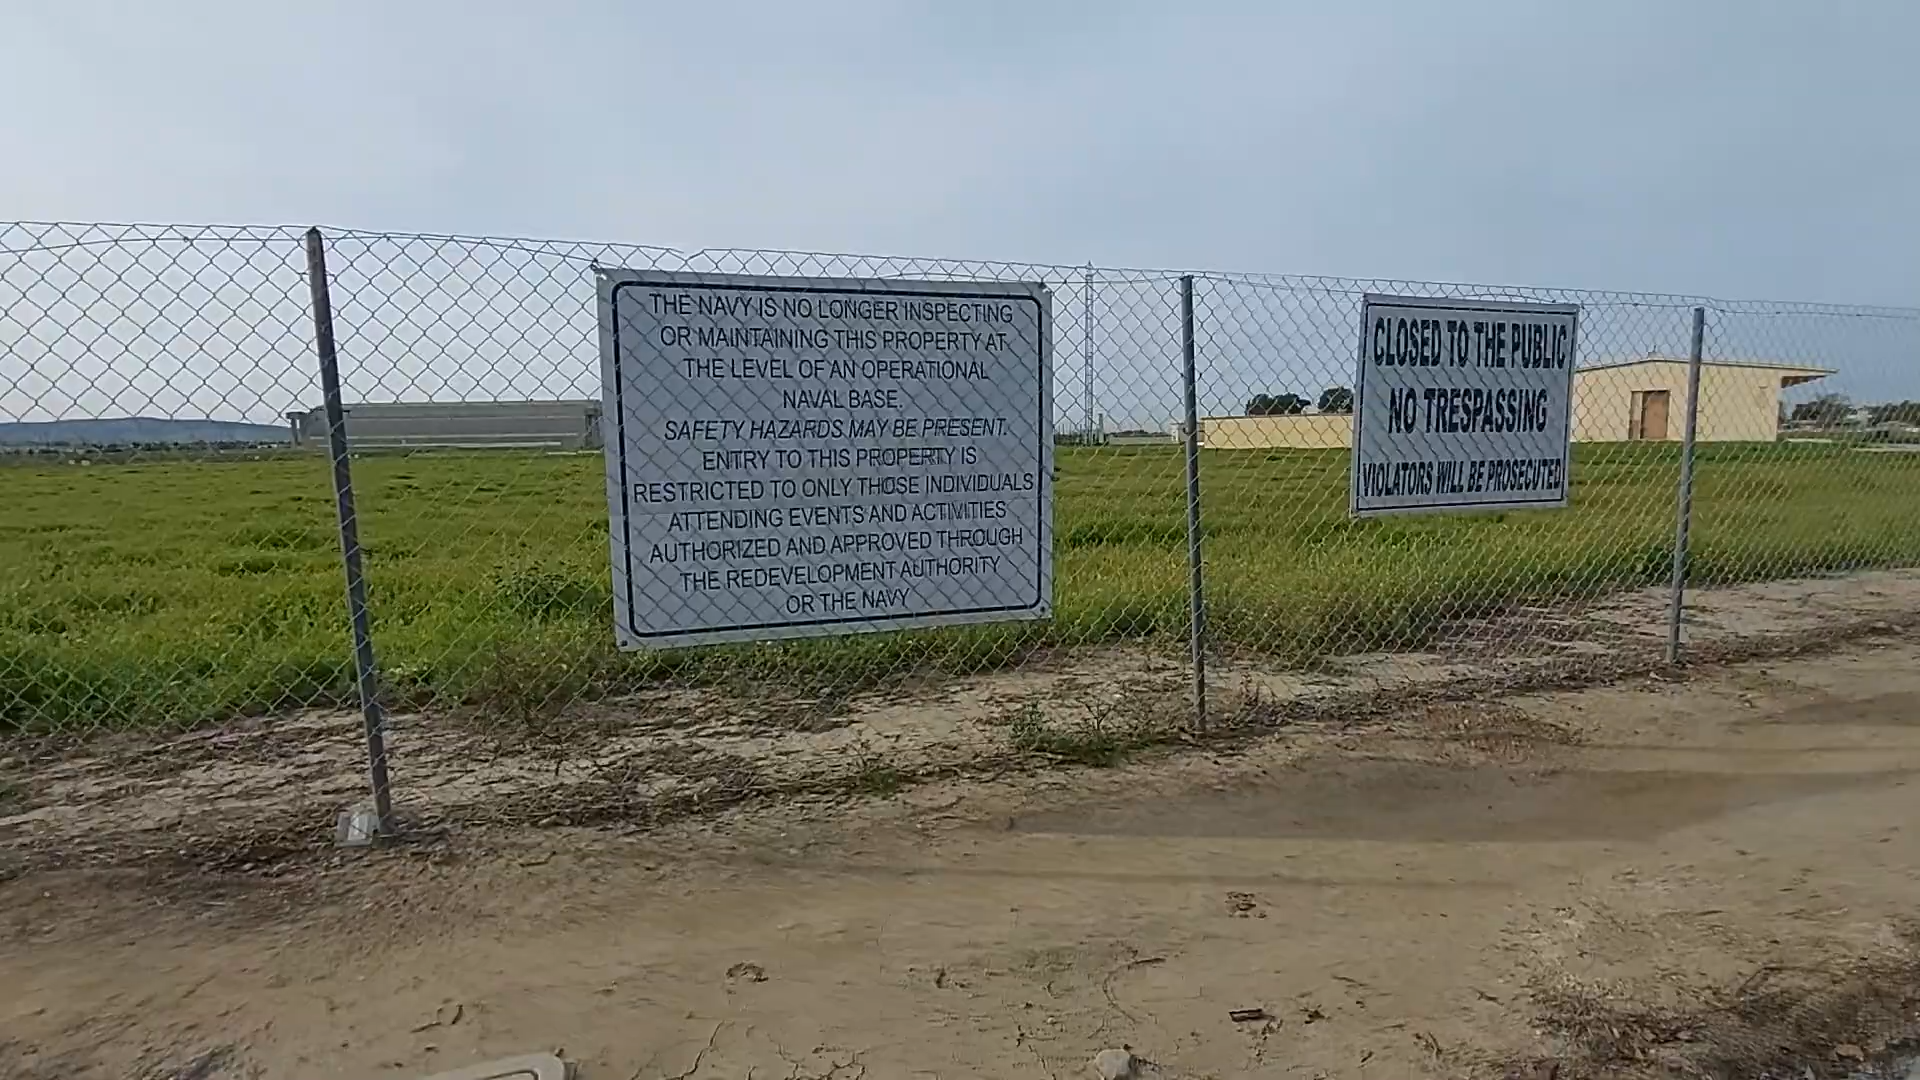 THE NAVY IS NO LONGER INSPECTING
OR MAINTAINING THIS PROPERTY AT
THE LEVEL OF AN OPERATIONAL
NAVAL BASE.
SAFETY HAZARDS MAY BE PRESENT.
ENTRY TO THIS PROPERTY IS
RESTRICTED TO ONLY THOSE INDIVIDUALS
ATTENDING EVENTS AND ACTIVITIES
AUTHORIZED AND APPROVED THROUGH
THE REDEVELOPMENT AUTHORITY
OR THE NAVY
CLOSED TO THE PUBLIC
NO TRESPASSING
VIOLATORS WILL BE PROSECUTED